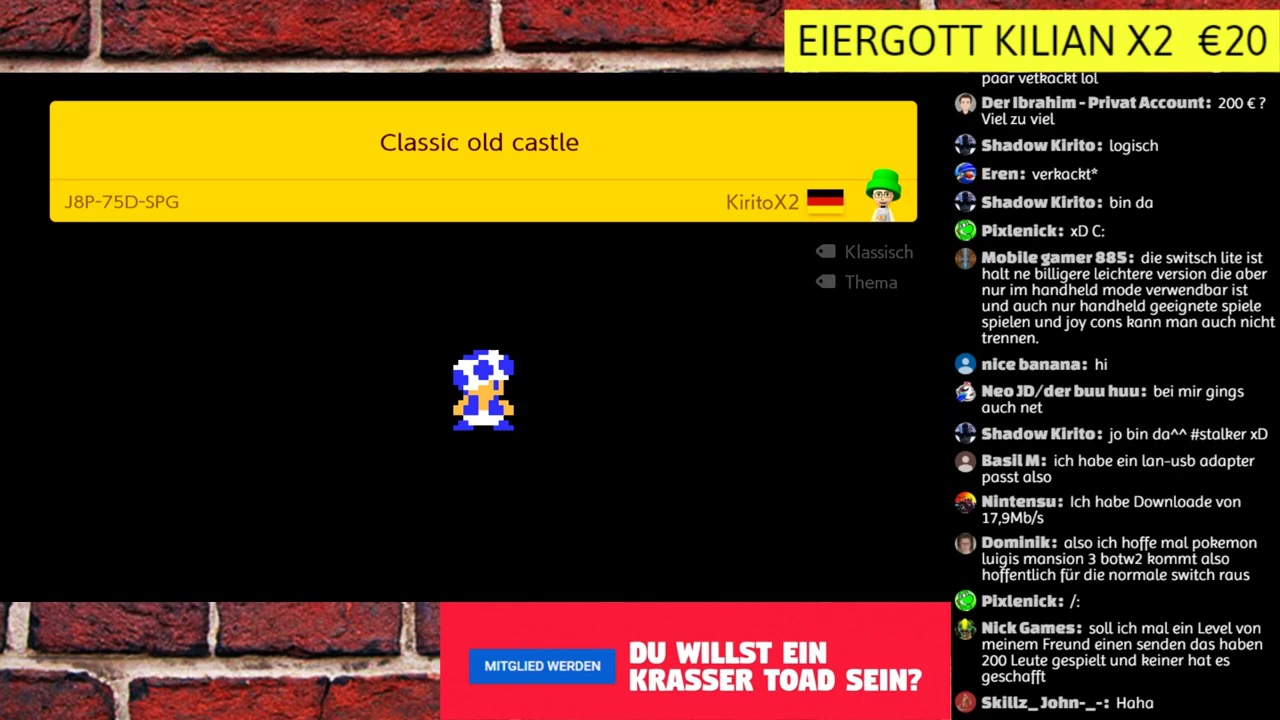 EIERGOTT KILIAN X2 €20
Classic old castle
J8P-75D-SPG
KiritoX2
Klassisch
Thema
MITGLIED WERDEN
DU WILLST EIN
KRASSER TOAD SEIN?
paar vetkackt lol
Der Ibrahim - Privat Account: 200 € ?
Viel zu viel
Shadow Kirito: logisch
Eren: verkackt*
Shadow Kirito: bin da
Pixlenick: xD C:
Mobile gamer 885: die switsch lite ist
halt ne billigere leichtere version die aber
nur im handheld mode verwendbar ist
und auch nur handheld geeignete spiele
spielen und joy cons kann man auch nicht
trennen.
nice banana: hi
Neo JD/der buu huu: bei mir gings
auch net
Shadow Kirito: jo bin da^^ #stalker xD
Basil M: ich habe ein lan-usb adapter
passt also
Nintensu: Ich habe Downloade von
17,9Mb/s
Dominik: also ich hoffe mal pokemon
luigis mansion 3 botw2 kommt also
hoffentlich für die normale switch raus
Pixlenick: /:
Nick Games: soll ich mal ein Level von
meinem Freund einen senden das haben
200 Leute gespielt und keiner hat es
geschafft
Skillz_John-_-: Haha